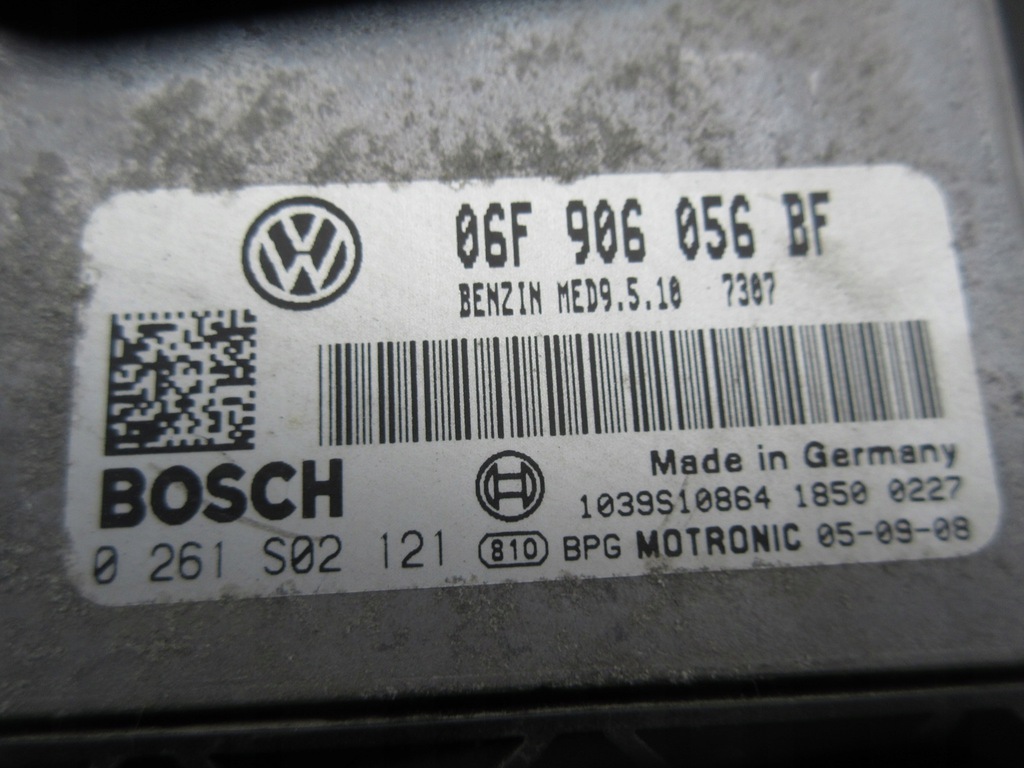 06F 906 056 BF
BENZIN MED9.5.10 7307
Made in Germany
BOSCH
1039S10864 1850 0227
0 261 S02 121 810 BPG MOTRONIC 05-09-08